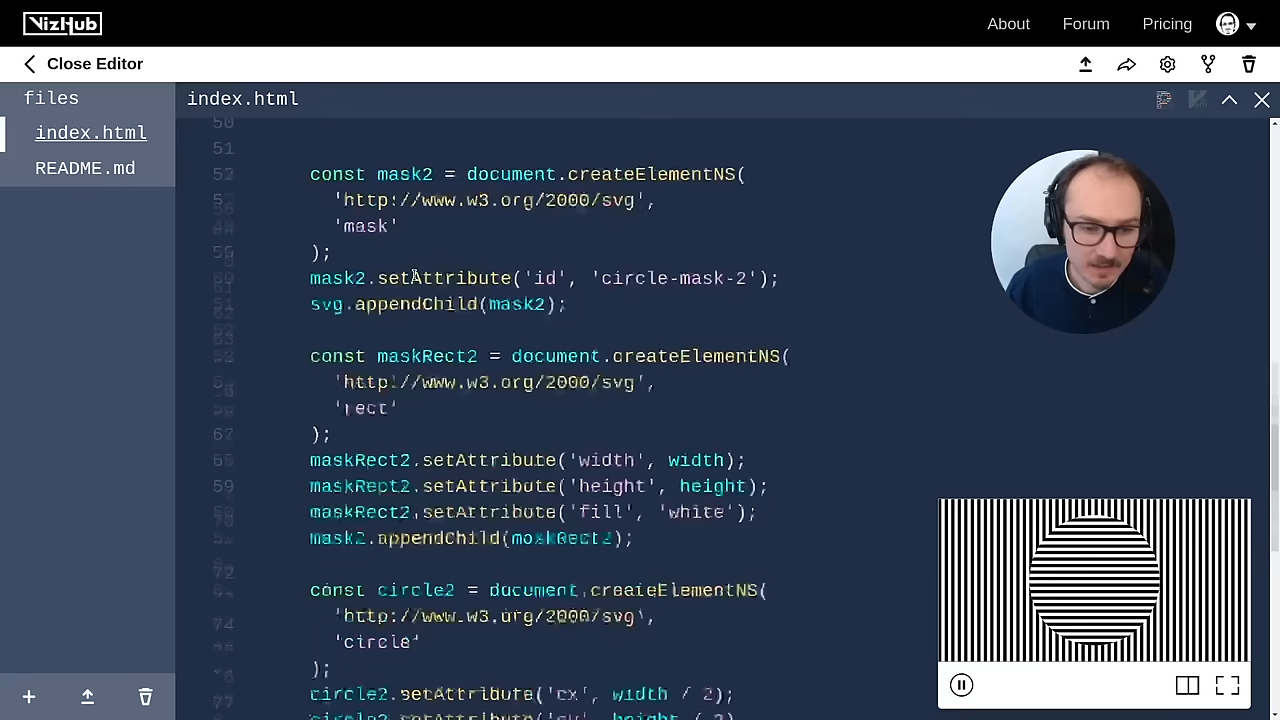 VizHub
About
Forum
Pricing
Close Editor
files
index.html
README.md
index.html
50
51
52
const mask2 = document.createElementNS(
'http://www.w3.org/2000/svg',
'mask'
);
mask2.setAttribute('id', 'circle-mask-2');
svg.appendChild(mask2);
const maskRect2 = document.createElementNS(
'http://www.w3.org/2000/svg',
'rect'
);
maskRect2.setAttribute('width', width);
maskRect2.setAttribute('height', height);
maskRect2.setAttribute('fill', 'white');
mask2.appendChild(maskRect2);
const circle2 = document.createElementNS(
'http://www.w3.org/2000/svg',
'circle'
);
circle2.setAttribute('cx', width / 2);